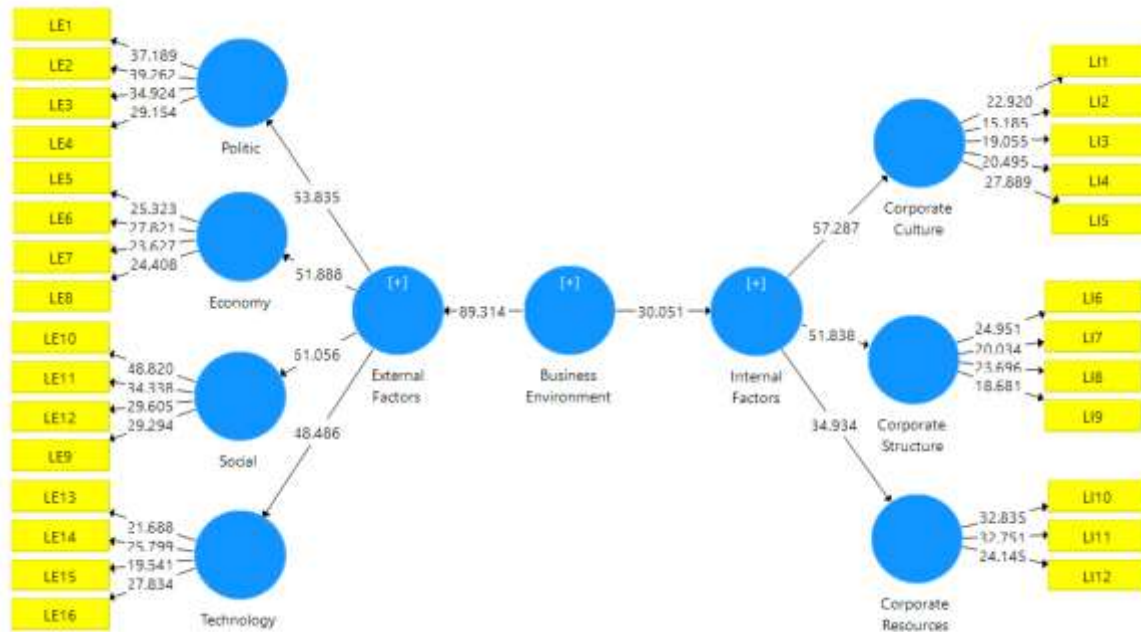 LE1
LE2
LE3
LE4
37.189
39.262
34.924
29.154
Politic
LE5
LE6
LE7
LE8
25.323
27.821
23.627
24.408
Economy
LE10
LE11
LE12
LE9
48.820
34.338
29.605
29.294
Social
LE13
LE14
LE15
LE16
21.688
25.799
19.541
27.834
Technology
53.835
51.888
51.056
48.486
[+]
External
Factors
89.314
[+]
Business
Environment
30.051
[+]
Internal
Factors
57.287
51.838
34.934
Corporate
Culture
22.920
15.185
19.055
20.495
27.889
LI1
LI2
LI3
LI4
LI5
Corporate
Structure
24.951
20.034
23.696
18.681
LI6
LI7
LI8
LI9
Corporate
Resources
32.835
32.751
24.145
LI10
LI11
LI12